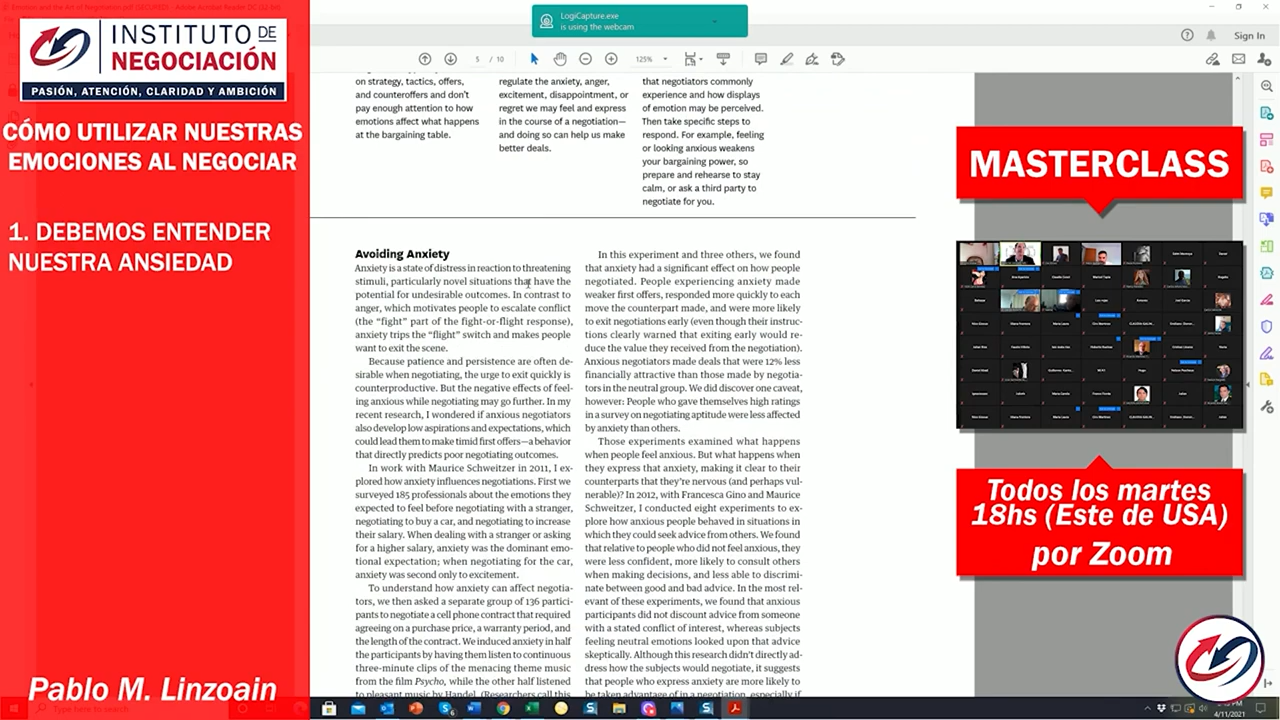 INSTITUTO DE
NEGOCIACIÓN
PASIÓN, ATENCIÓN, CLARIDAD Y AMBICIÓN
CÓMO UTILIZAR NUESTRAS
EMOCIONES AL NEGOCIAR
1. DEBEMOS ENTENDER
NUESTRA ANSIEDAD
Pablo M. Linzoain
LogiCapture.exe
is using the webcam
Sign In
5 / 10
125%
on strategy, tactics, offers,
and counteroffers and don't
pay enough attention to how
emotions affect what happens
at the bargaining table.
regulate the anxiety, anger,
excitement, disappointment, or
regret we may feel and express
in the course of a negotiation—
and doing so can help us make
better deals.
that negotiators commonly
experience and how displays
of emotion may be perceived.
Then take specific steps to
respond. For example, feeling
or looking anxious weakens
your bargaining power, so
prepare and rehearse to stay
calm, or ask a third party to
negotiate for you.
Avoiding Anxiety
Anxiety is a state of distress in reaction to threatening
stimuli, particularly novel situations that have the
potential for undesirable outcomes. In contrast to
anger, which motivates people to escalate conflict
(the “fight” part of the fight-or-flight response),
anxiety trips the “flight” switch and makes people
want to exit the scene.
Because patience and persistence are often de-
sirable when negotiating, the urge to exit quickly is
counterproductive. But the negative effects of feel-
ing anxious while negotiating may go further. In my
recent research, I wondered if anxious negotiators
also develop low aspirations and expectations, which
could lead them to make timid first offers—a behavior
that directly predicts poor negotiating outcomes.
In work with Maurice Schweitzer in 2011, I ex-
plored how anxiety influences negotiations. First we
surveyed 185 professionals about the emotions they
expected to feel before negotiating with a stranger,
negotiating to buy a car, and negotiating to increase
their salary. When dealing with a stranger or asking
for a higher salary, anxiety was the dominant emo-
tional expectation; when negotiating for the car,
anxiety was second only to excitement.
To understand how anxiety can affect negotia-
tors, we then asked a separate group of 136 partici-
pants to negotiate a cell phone contract that required
agreeing on a purchase price, a warranty period, and
the length of the contract. We induced anxiety in half
the participants by having them listen to continuous
three-minute clips of the menacing theme music
from the film Psycho, while the other half listened
to pleasant music by Handel. (Researchers call this
In this experiment and three others, we found
that anxiety had a significant effect on how people
negotiated. People experiencing anxiety made
weaker first offers, responded more quickly to each
move the counterpart made, and were more likely
to exit negotiations early (even though their instruc-
tions clearly warned that exiting early would re-
duce the value they received from the negotiation).
Anxious negotiators made deals that were 12% less
financially attractive than those made by negotia-
tors in the neutral group. We did discover one caveat,
however: People who gave themselves high ratings
in a survey on negotiating aptitude were less affected
by anxiety than others.
Those experiments examined what happens
when people feel anxious. But what happens when
they express that anxiety, making it clear to their
counterparts that they're nervous (and perhaps vul-
nerable)? In 2012, with Francesca Gino and Maurice
Schweitzer, I conducted eight experiments to ex-
plore how anxious people behaved in situations in
which they could seek advice from others. We found
that relative to people who did not feel anxious, they
were less confident, more likely to consult others
when making decisions, and less able to discrimi-
nate between good and bad advice. In the most rel-
evant of these experiments, we found that anxious
participants did not discount advice from someone
with a stated conflict of interest, whereas subjects
feeling neutral emotions looked upon that advice
skeptically. Although this research didn't directly ad-
dress how the subjects would negotiate, it suggests
that people who express anxiety are more likely to
be taken advantage of in a negotiation, especially if
MASTERCLASS
Todos los martes
18hs (Este de USA)
por Zoom
4/11/2021